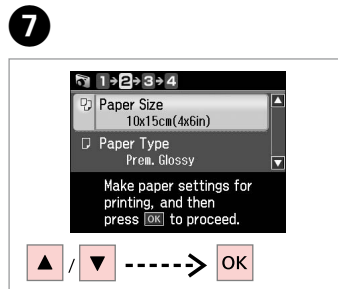 7
1→2→3→4
Paper Size
10x15cm(4x6in)
Paper Type
Prem. Glossy
Make paper settings for
printing, and then
press OK to proceed.
▲ / ▼ ------> OK